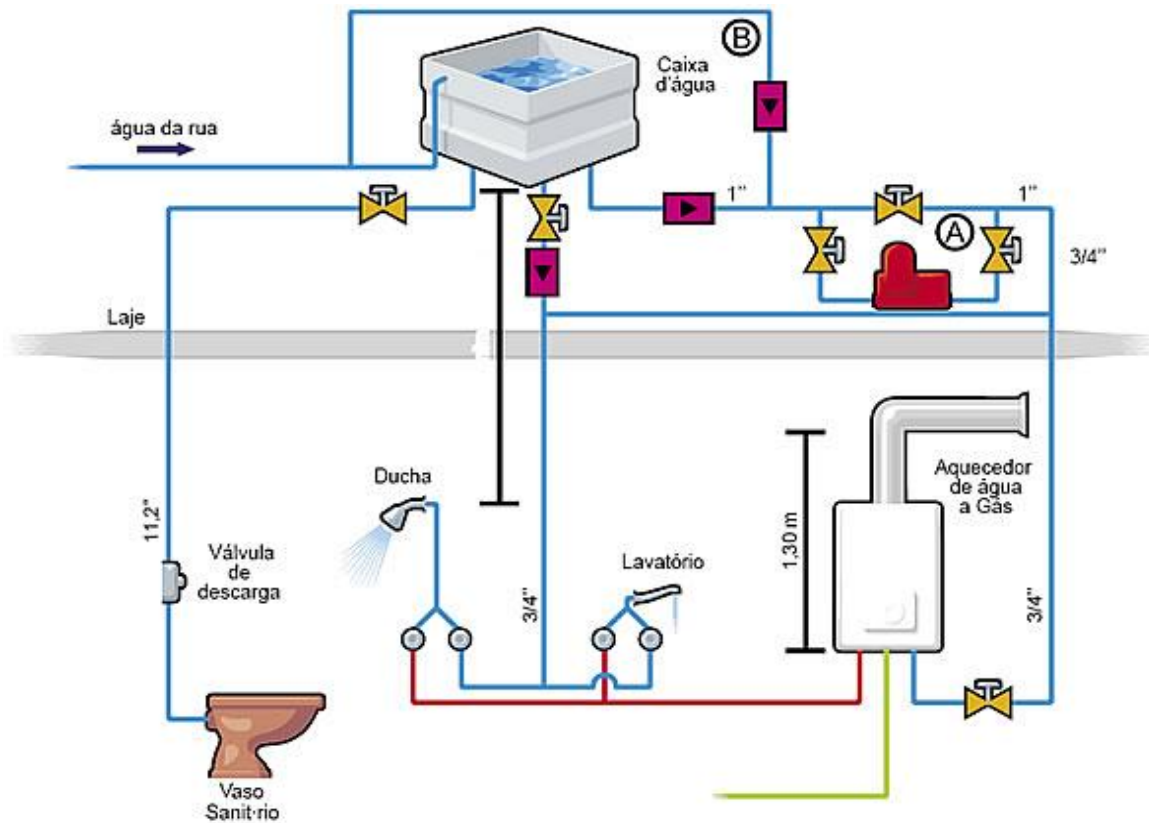 B
Caixa
d'água
água da rua
1”
1”
A
3/4”
Laje
Ducha
Aquecedor
de água
a Gás
11,2”
1,30 m
Válvula
de
descarga
Lavatório
3/4”
3/4”
Vaso
Sanit·rio